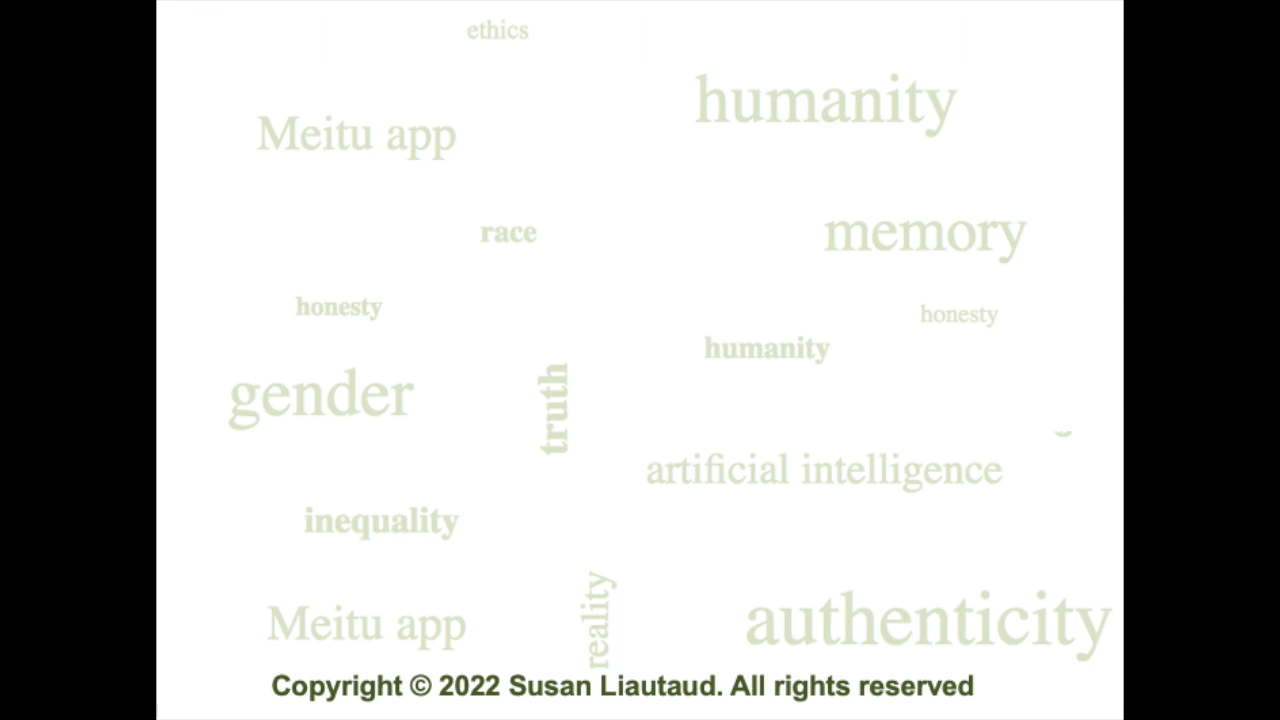 ethics
humanity
Meitu app
race
memory
honesty
honesty
humanity
gender
truth
artificial intelligence
inequality
reality
Meitu app
authenticity
Copyright © 2022 Susan Liautaud. All rights reserved